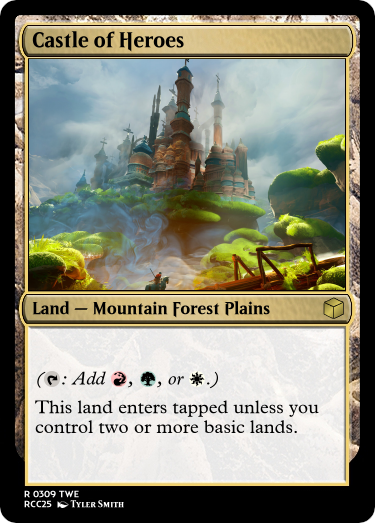 Castle of Heroes
Land — Mountain Forest Plains
(: Add , , or .)
This land enters tapped unless you
control two or more basic lands.
R 0309 TWE
RCC25 Tyler Smith